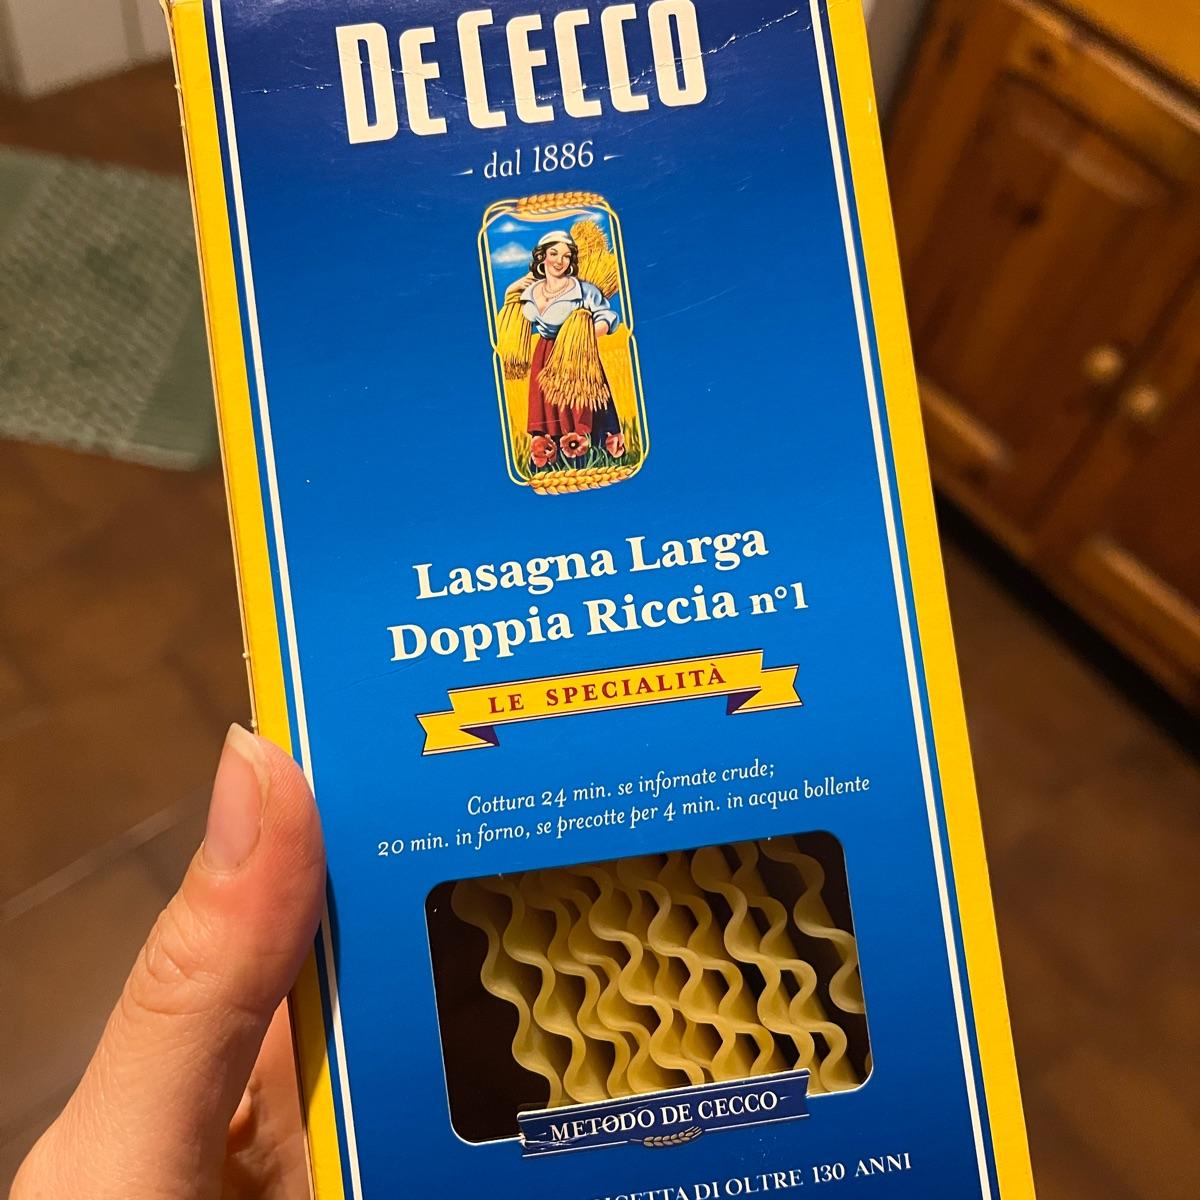 DE CECCO
dal 1886
Lasagna Larga
Doppia Riccia n°1
LE SPECIALITÀ
Cottura 24 min. se infornate crude;
20 min. in forno, se precotte per 4 min. in acqua bollente
METODO DE CECCO
DI OLTRE 130 ANNI